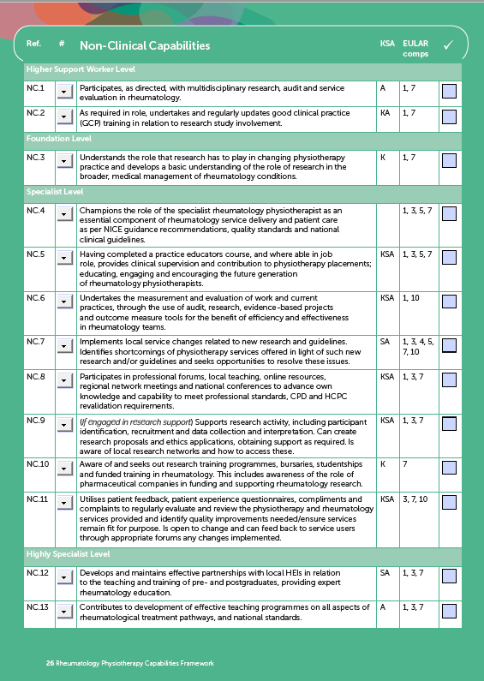 Ref. # Non-Clinical Capabilities KSA EULAR comps ✓
Higher Support Worker Level
NC.1 Participates, as directed, with multidisciplinary research, audit and service A 1, 7
evaluation in rheumatology.
NC.2 As required in role, undertakes and regularly updates good clinical practice KA 1, 7
(GCP) training in relation to research study involvement.
Foundation Level
NC.3 Understands the role that research has to play in changing physiotherapy K 1, 7
practice and develops a basic understanding of the role of research in the
broader, medical management of rheumatology conditions.
Specialist Level
NC.4 Champions the role of the specialist rheumatology physiotherapist as an 1, 3, 5, 7
essential component of rheumatology service delivery and patient care
as per NICE guidance recommendations, quality standards and national
clinical guidelines.
NC.5 Having completed a practice educators course, and where able in job KSA 1, 3, 5, 7
role, provides clinical supervision and contribution to physiotherapy placements;
educating, engaging and encouraging the future generation
of rheumatology physiotherapists.
NC.6 Undertakes the measurement and evaluation of work and current KSA 1, 10
practices, through the use of audit, research, evidence-based projects
and outcome measure tools for the benefit of efficiency and effectiveness
in rheumatology teams.
NC.7 Implements local service changes related to new research and guidelines. SA 1, 3, 4, 5,
Identifies shortcomings of physiotherapy services offered in light of such new 7, 10
research and/or guidelines and seeks opportunities to resolve these issues.
NC.8 Participates in professional forums, local teaching, online resources, KSA 1, 3, 7
regional network meetings and national conferences to advance own
knowledge and capability to meet professional standards, CPD and HCPC
revalidation requirements.
NC.9 (If engaged in research support) Supports research activity, including participant KSA 1, 3, 7
identification, recruitment and data collection and interpretation. Can create
research proposals and ethics applications, obtaining support as required. Is
aware of local research networks and how to access these.
NC.10 Aware of and seeks out research training programmes, bursaries, studentships K 7
and funded training in rheumatology. This includes awareness of the role of
pharmaceutical companies in funding and supporting rheumatology research.
NC.11 Utilises patient feedback, patient experience questionnaires, compliments and KSA 3, 7, 10
complaints to regularly evaluate and review the physiotherapy and rheumatology
services provided and identify quality improvements needed/ensure services
remain fit for purpose. Is open to change and can feed back to service users
through appropriate forums any changes implemented.
Highly Specialist Level
NC.12 Develops and maintains effective partnerships with local HEIs in relation SA 1, 3, 7
to the teaching and training of pre- and postgraduates, providing expert
rheumatology education.
NC.13 Contributes to development of effective teaching programmes on all aspects of A 1, 3, 7
rheumatological treatment pathways, and national standards.
26 Rheumatology Physiotherapy Capabilities Framework